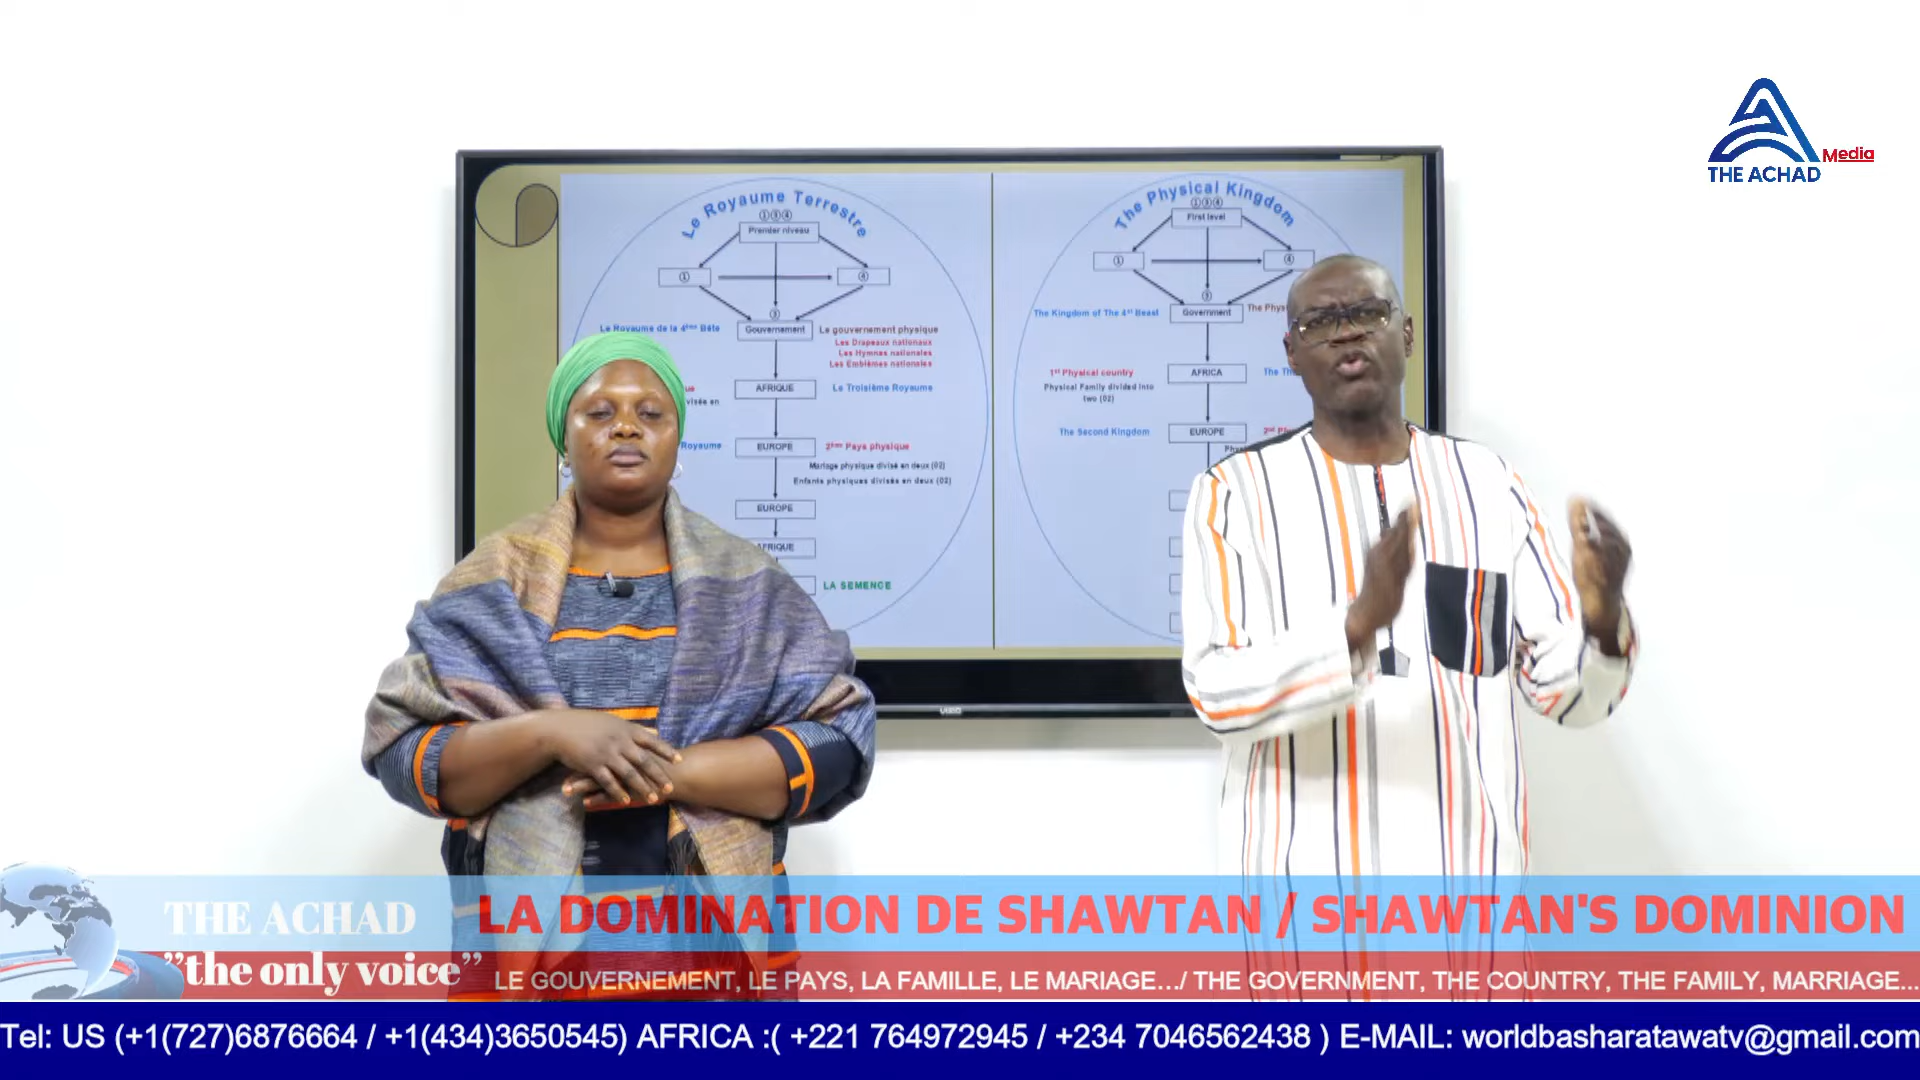 THE ACHAD Media
Le Royaume Terrestre
①③④
Premier niveau
①
④
③
Le Royaume de la 4ème Bête
Gouvernement
Le gouvernement physique
Les Drapeaux nationaux
Les Hymnes nationales
Les Emblèmes nationales
AFRIQUE
Le Troisième Royaume
visée en
Royaume
EUROPE
2ème Pays physique
Mariage physique divisé en deux (02)
Enfants physiques divisés en deux (02)
EUROPE
AFRIQUE
LA SEMENCE
The Physical Kingdom
①③④
First level
①
④
③
The Kingdom of The 4st Beast
Government
The Phys
1st Physical country
AFRICA
Physical Family divided into
two (02)
The Second Kingdom
EUROPE
THE ACHAD
"the only voice"
LA DOMINATION DE SHAWTAN / SHAWTAN'S DOMINION
LE GOUVERNEMENT, LE PAYS, LA FAMILLE, LE MARIAGE.../ THE GOVERNMENT, THE COUNTRY, THE FAMILY, MARRIAGE...
Tel: US (+1(727)6876664 / +1(434)3650545) AFRICA :( +221 764972945 / +234 7046562438 ) E-MAIL: worldbasharatawatv@gmail.com